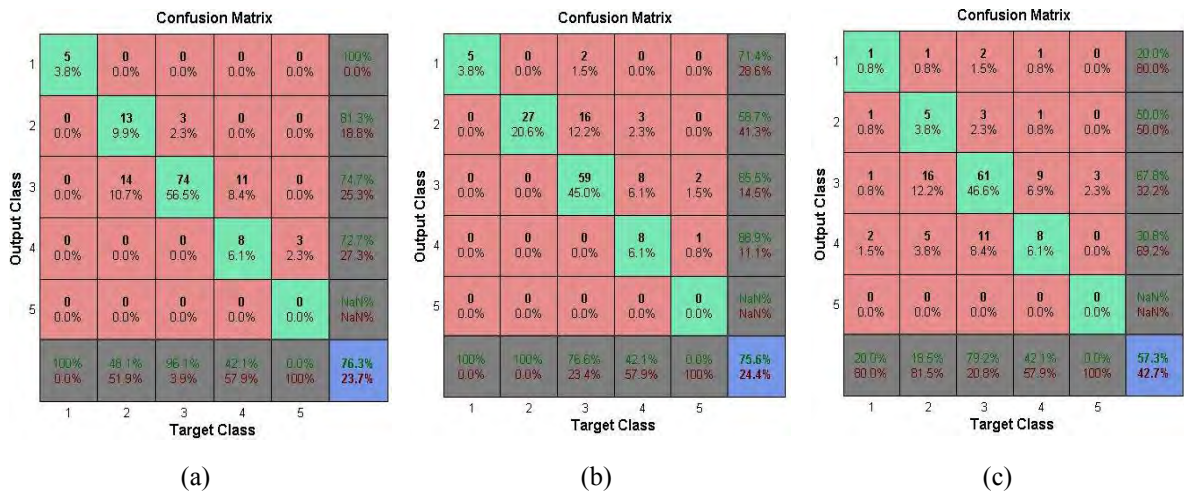 Confusion Matrix
Output Class
1
5 0 0 0 0 100%
3.8% 0.0% 0.0% 0.0% 0.0% 0.0%
2
0 13 3 0 0 81.3%
0.0% 9.9% 2.3% 0.0% 0.0% 18.8%
3
0 14 74 11 0 74.7%
0.0% 10.7% 56.5% 8.4% 0.0% 25.3%
4
0 0 0 8 3 72.7%
0.0% 0.0% 0.0% 6.1% 2.3% 27.3%
5
0 0 0 0 0 NaN%
0.0% 0.0% 0.0% 0.0% 0.0% NaN%
100% 48.1% 96.1% 42.1% 0.0% 76.3%
0.0% 51.9% 3.9% 57.9% 100% 23.7%
1 2 3 4 5
Target Class
(a)
Confusion Matrix
Output Class
1
5 0 2 0 0 71.4%
3.8% 0.0% 1.5% 0.0% 0.0% 28.6%
2
0 27 16 3 0 58.7%
0.0% 20.6% 12.2% 2.3% 0.0% 41.3%
3
0 0 59 8 2 85.5%
0.0% 0.0% 45.0% 6.1% 1.5% 14.5%
4
0 0 0 8 1 88.9%
0.0% 0.0% 0.0% 6.1% 0.8% 11.1%
5
0 0 0 0 0 NaN%
0.0% 0.0% 0.0% 0.0% 0.0% NaN%
100% 100% 76.6% 42.1% 0.0% 75.6%
0.0% 0.0% 23.4% 57.9% 100% 24.4%
1 2 3 4 5
Target Class
(b)
Confusion Matrix
Output Class
1
1 1 2 1 0 20.0%
0.8% 0.8% 1.5% 0.8% 0.0% 80.0%
2
1 5 3 1 0 50.0%
0.8% 3.8% 2.3% 0.8% 0.0% 50.0%
3
1 16 61 9 3 67.8%
0.8% 12.2% 46.6% 6.9% 2.3% 32.2%
4
2 5 11 8 0 30.8%
1.5% 3.8% 8.4% 6.1% 0.0% 69.2%
5
0 0 0 0 0 NaN%
0.0% 0.0% 0.0% 0.0% 0.0% NaN%
20.0% 18.5% 79.2% 42.1% 0.0% 57.3%
80.0% 81.5% 20.8% 57.9% 100% 42.7%
1 2 3 4 5
Target Class
(c)